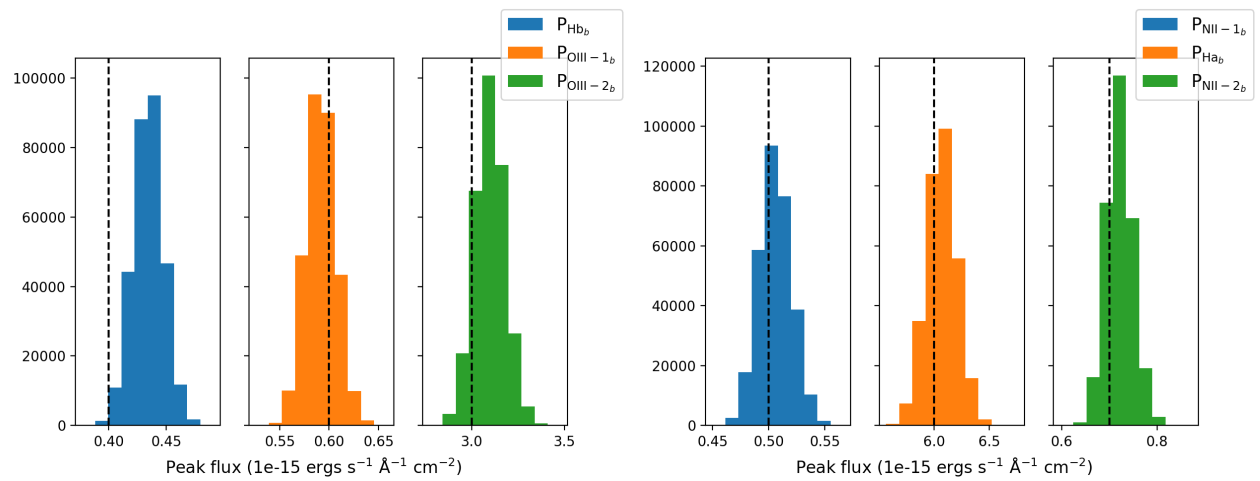 P_Hb_b
P_OIII−1_b
P_OIII−2_b
100000
80000
60000
40000
20000
0
0.40 0.45
0.55 0.60 0.65
3.0 3.5
Peak flux (1e-15 ergs s⁻¹ Å⁻¹ cm⁻²)
P_NII−1_b
P_Ha_b
P_NII−2_b
120000
100000
80000
60000
40000
20000
0
0.45 0.50 0.55
6.0 6.5
0.6 0.8
Peak flux (1e-15 ergs s⁻¹ Å⁻¹ cm⁻²)